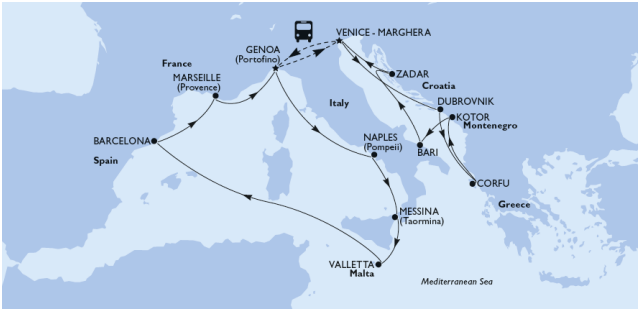 VENICE - MARGHERA
GENOA
(Portofino)
France
MARSEILLE
(Provence)
ZADAR
Croatia
Italy
DUBROVNIK
KOTOR
Montenegro
BARCELONA
NAPLES
(Pompeii)
BARI
Spain
CORFU
Greece
MESSINA
(Taormina)
VALLETTA
Malta
Mediterranean Sea